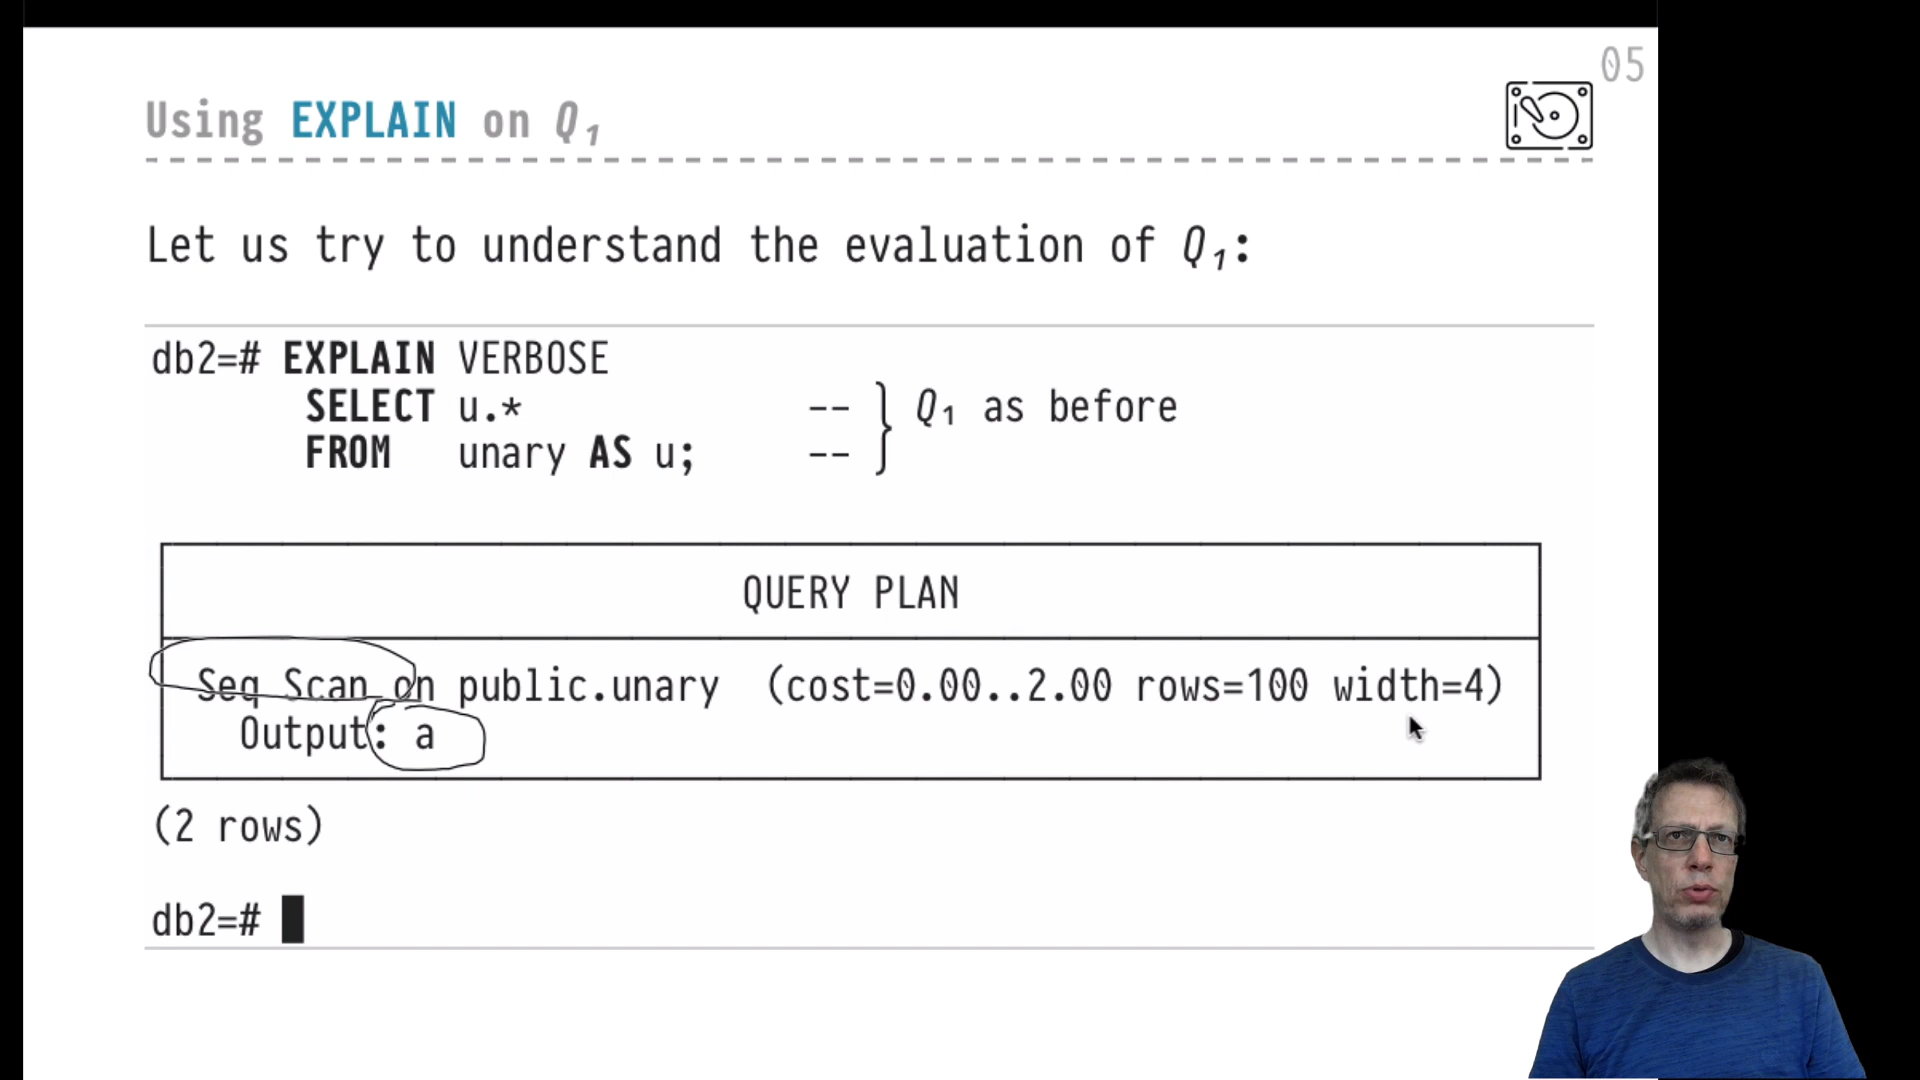 05
Using EXPLAIN on Q₁
Let us try to understand the evaluation of Q₁:
db2=# EXPLAIN VERBOSE
SELECT u.* -- } Q₁ as before
FROM unary AS u; --
QUERY PLAN
Seq Scan on public.unary (cost=0.00..2.00 rows=100 width=4)
Output: a
(2 rows)
db2=#